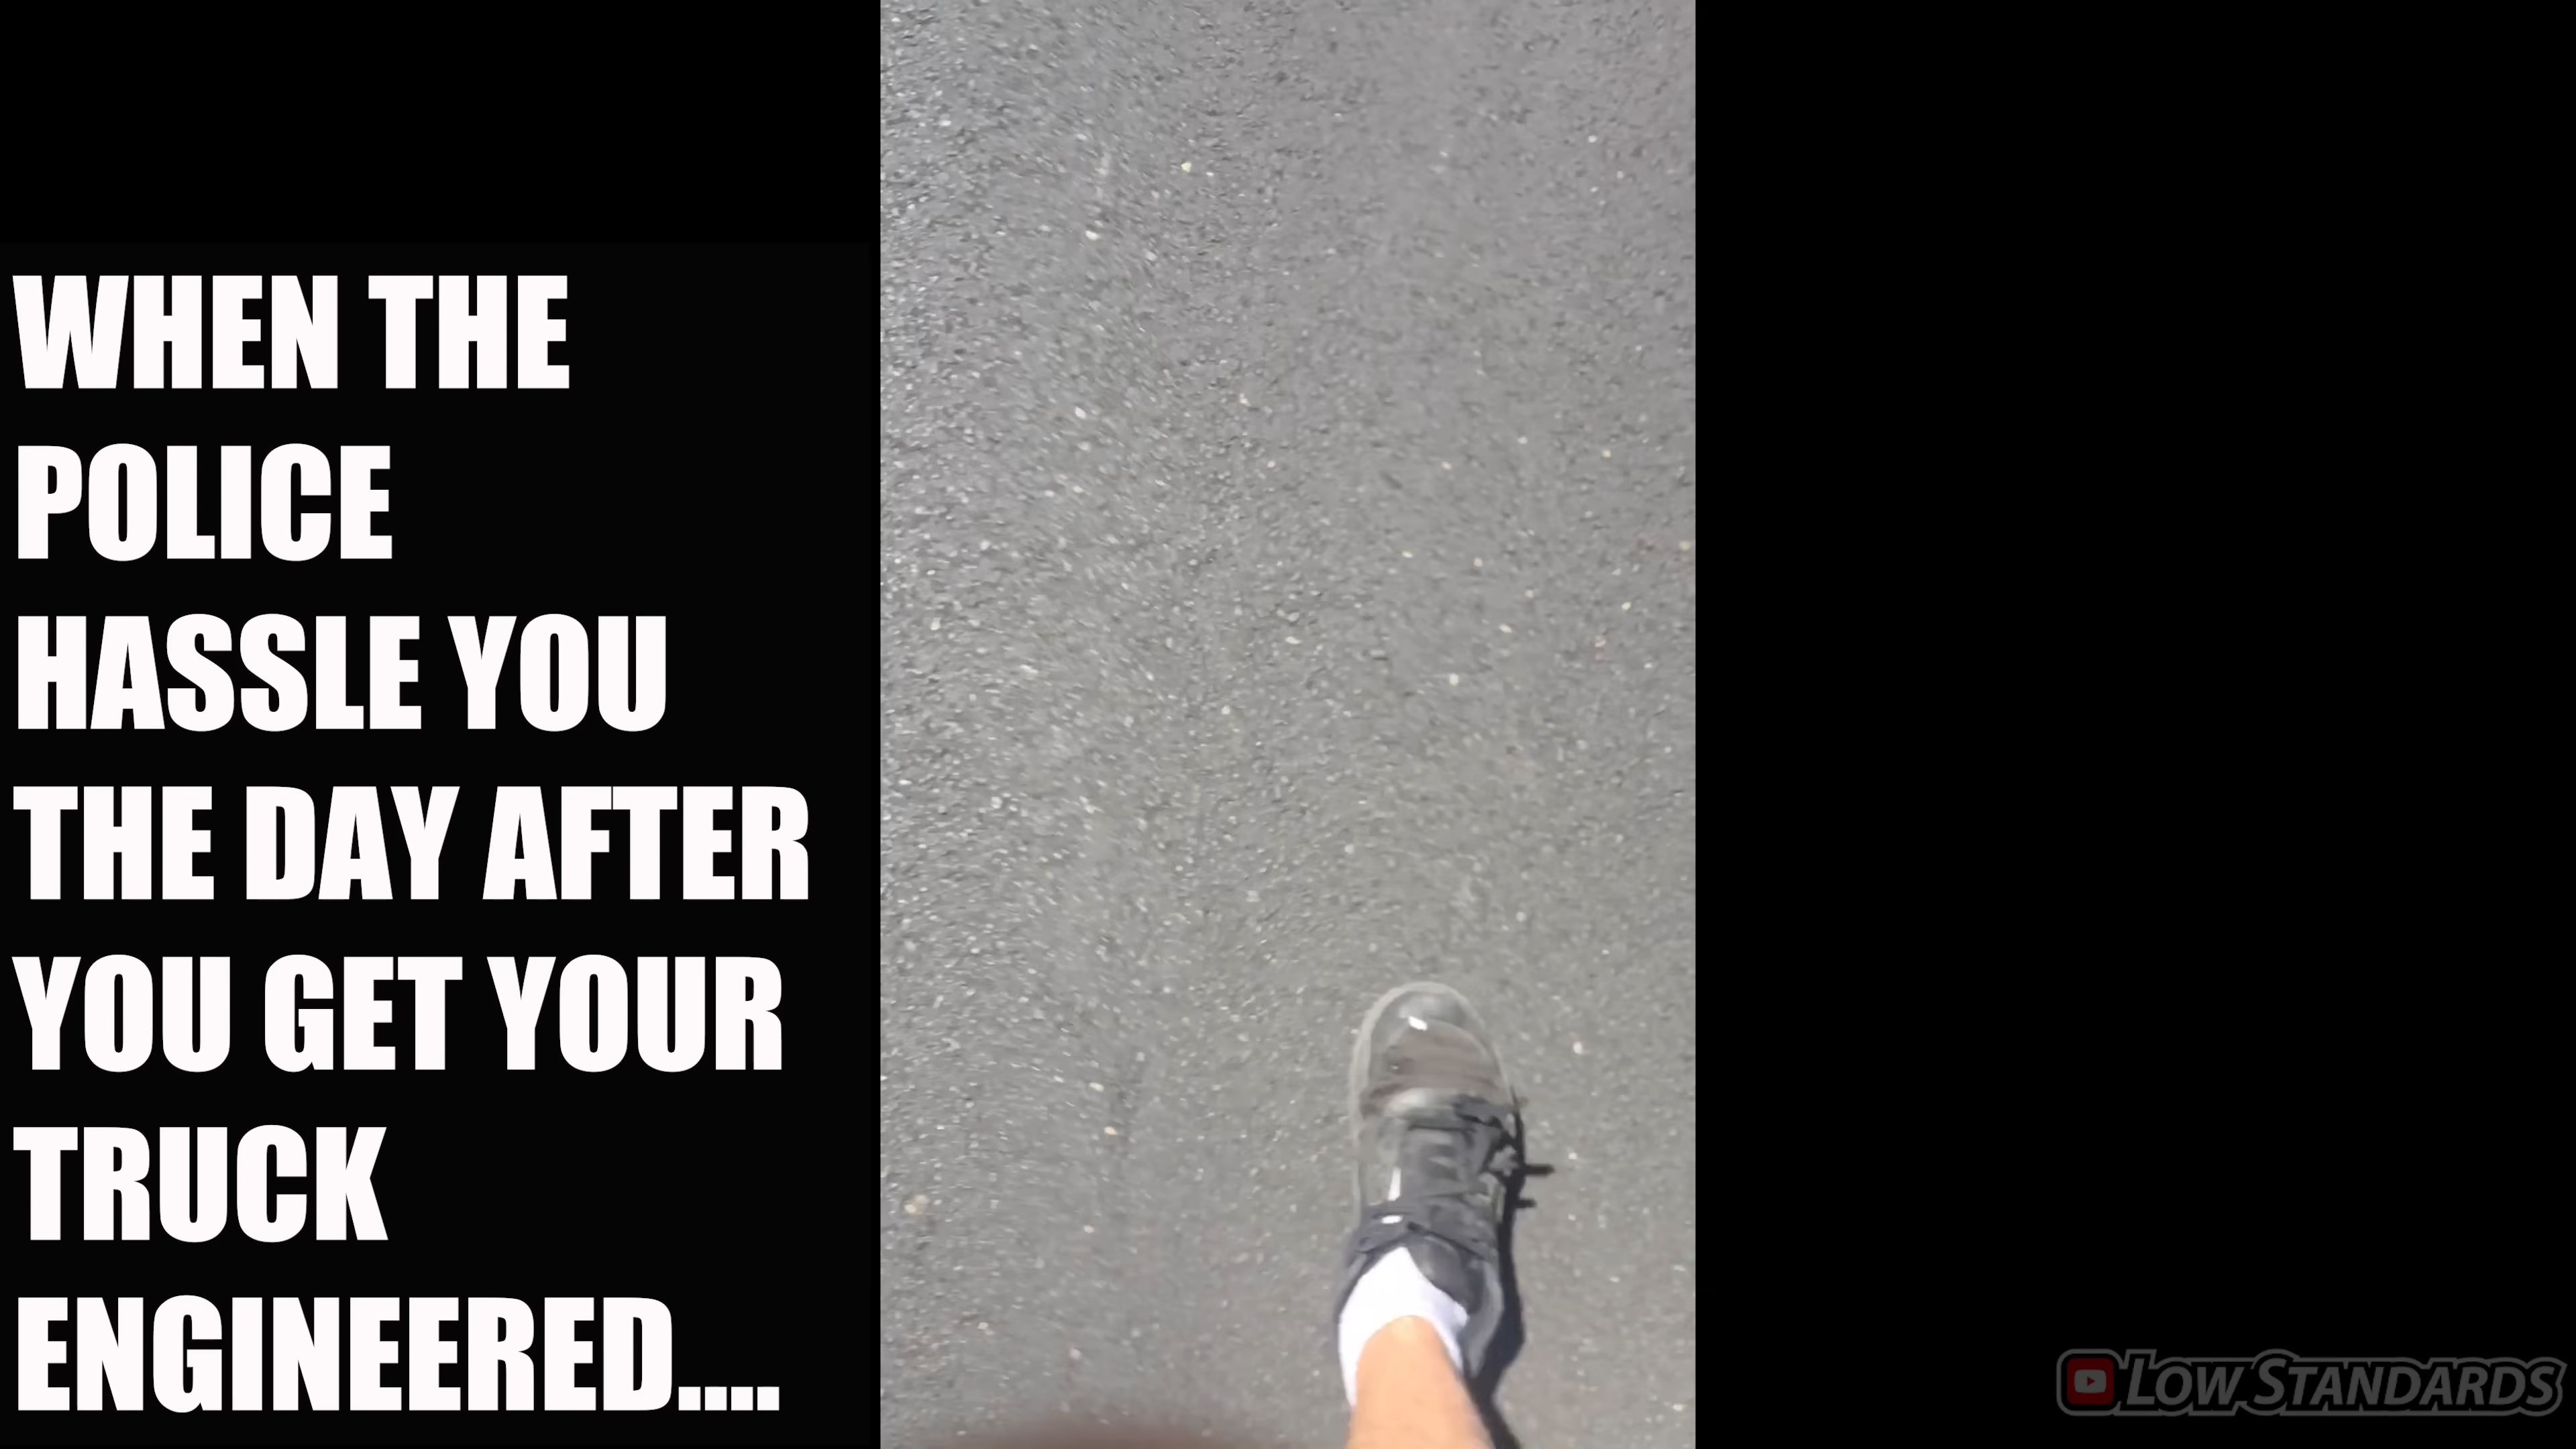 WHEN THE
POLICE
HASSLE YOU
THE DAY AFTER
YOU GET YOUR
TRUCK
ENGINEERED....
LOW STANDARDS